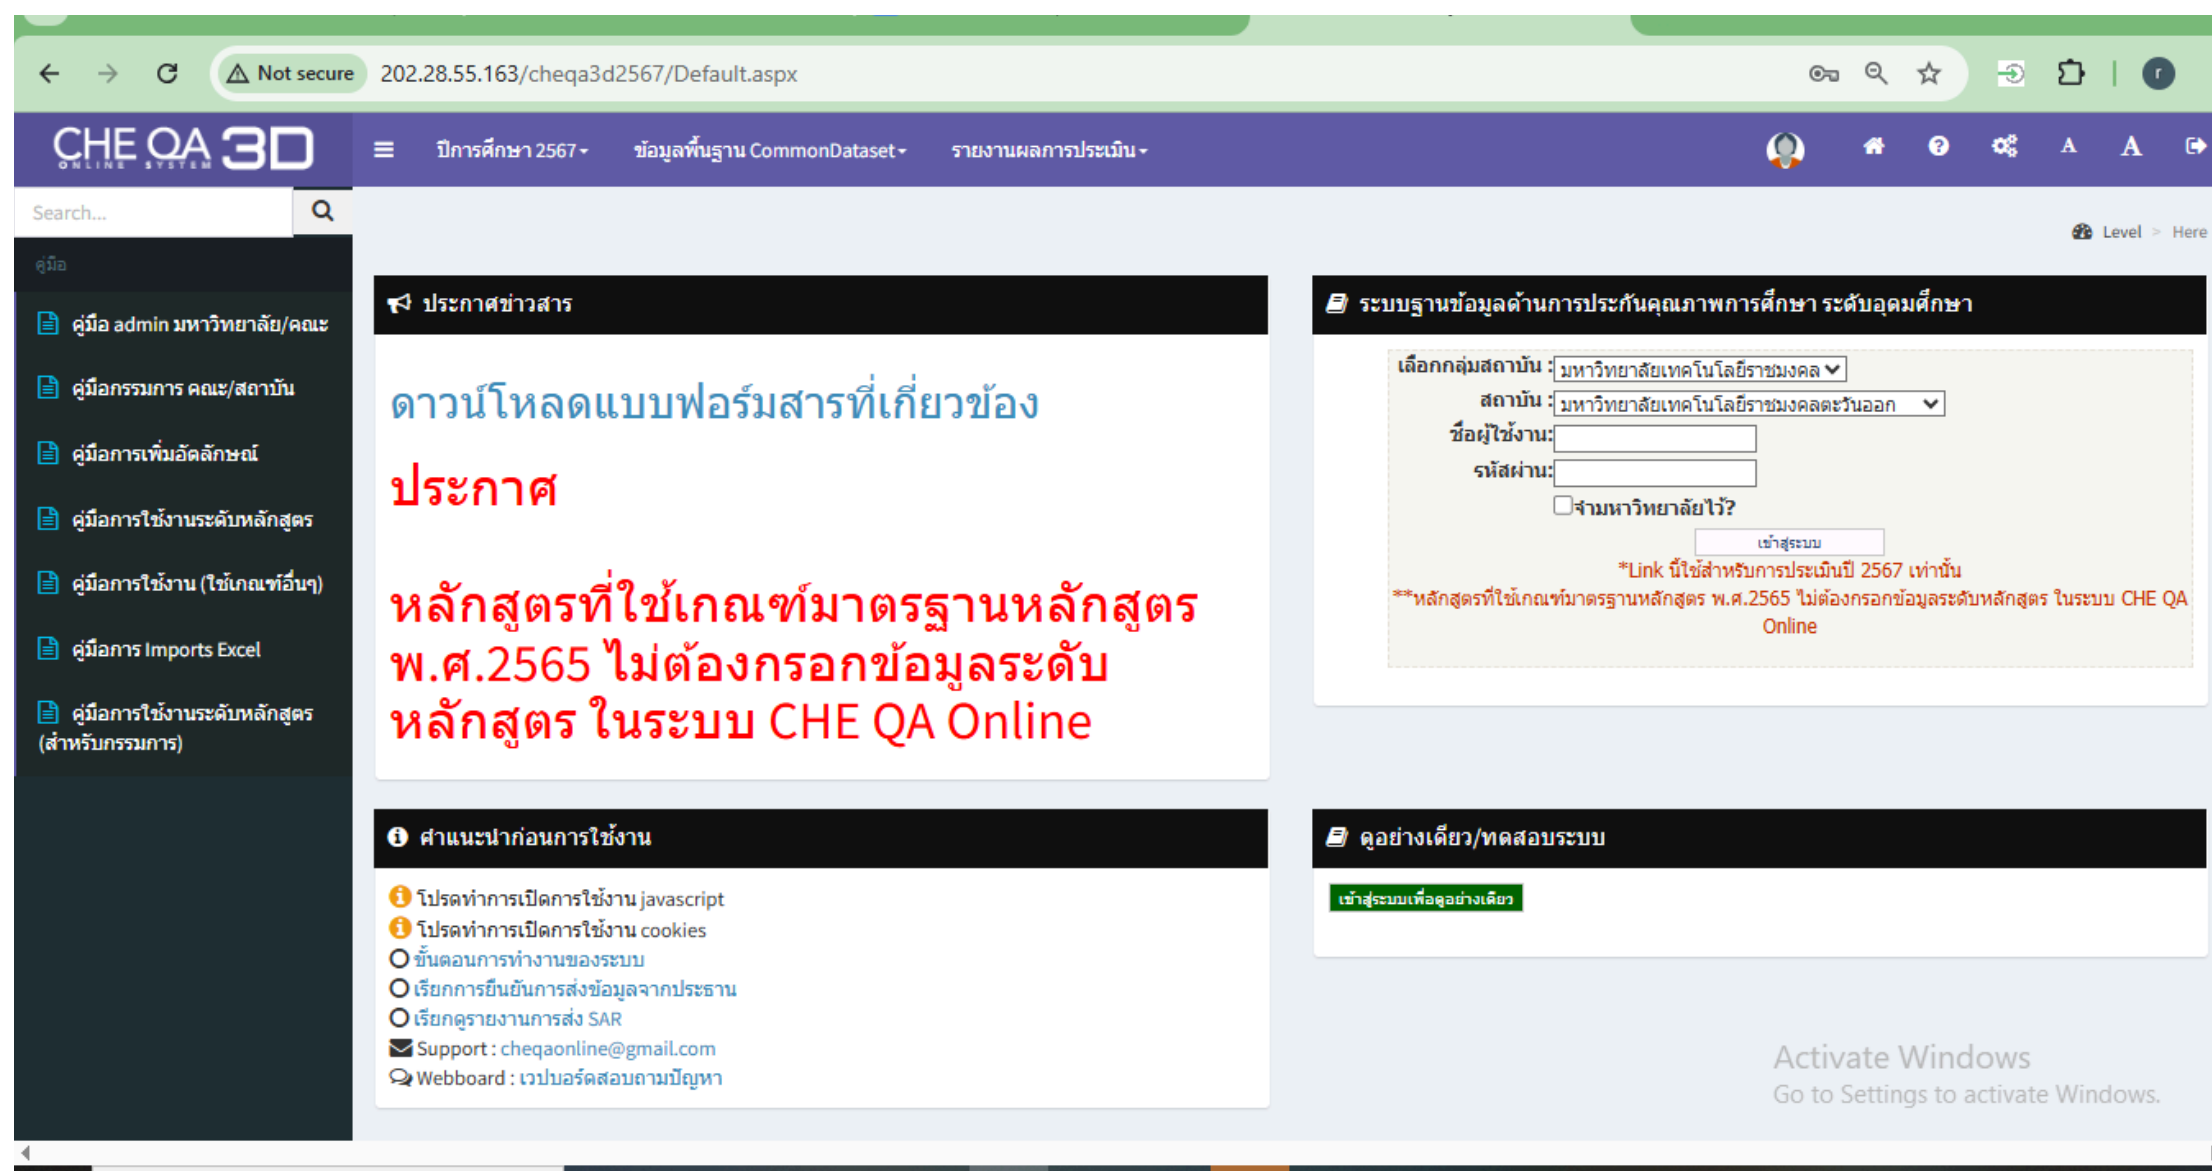 Not secure 202.28.55.163/cheqa3d2567/Default.aspx r
CHE QA 3D
ONLINE SYSTEM
ปีการศึกษา 2567 ข้อมูลพื้นฐาน CommonDataset รายงานผลการประเมิน A A
Search...
Level > Here
คู่มือ
คู่มือ admin มหาวิทยาลัย/คณะ
คู่มือกรรมการ คณะ/สถาบัน
คู่มือการเพิ่มอัตลักษณ์
คู่มือการใช้งานระดับหลักสูตร
คู่มือการใช้งาน (ใช้เกณฑ์อื่นๆ)
คู่มือการ Imports Excel
คู่มือการใช้งานระดับหลักสูตร
(สำหรับกรรมการ)
ประกาศข่าวสาร
ดาวน์โหลดแบบฟอร์มสารที่เกี่ยวข้อง
ประกาศ
หลักสูตรที่ใช้เกณฑ์มาตรฐานหลักสูตร
พ.ศ.2565 ไม่ต้องกรอกข้อมูลระดับ
หลักสูตร ในระบบ CHE QA Online
ระบบฐานข้อมูลด้านการประกันคุณภาพการศึกษา ระดับอุดมศึกษา
เลือกกลุ่มสถาบัน : มหาวิทยาลัยเทคโนโลยีราชมงคล
สถาบัน : มหาวิทยาลัยเทคโนโลยีราชมงคลตะวันออก
ชื่อผู้ใช้งาน:
รหัสผ่าน:
จำมหาวิทยาลัยไว้?
เข้าสู่ระบบ
*Link นี้ใช้สำหรับการประเมินปี 2567 เท่านั้น
**หลักสูตรที่ใช้เกณฑ์มาตรฐานหลักสูตร พ.ศ.2565 ไม่ต้องกรอกข้อมูลระดับหลักสูตร ในระบบ CHE QA
Online
คำแนะนำก่อนการใช้งาน
โปรดทำการเปิดการใช้งาน javascript
โปรดทำการเปิดการใช้งาน cookies
ขั้นตอนการทำงานของระบบ
เรียกการยืนยันการส่งข้อมูลจากประธาน
เรียกดูรายงานการส่ง SAR
Support : cheqaonline@gmail.com
Webboard : เวปบอร์ดสอบถามปัญหา
ดูอย่างเดียว/ทดสอบระบบ
เข้าสู่ระบบเพื่อดูอย่างเดียว
Activate Windows
Go to Settings to activate Windows.